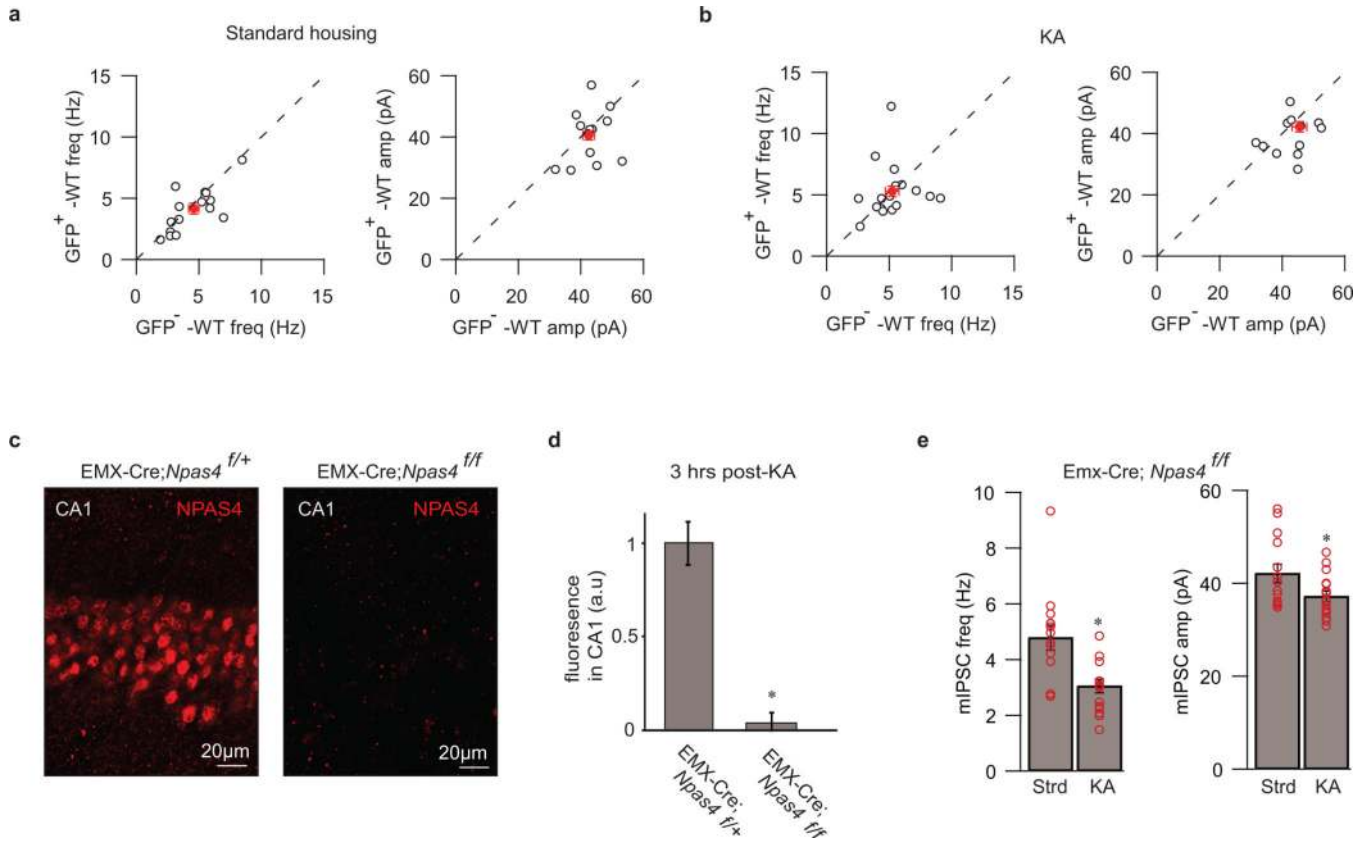 a
Standard housing
15
10
5
0
GFP+ -WT freq (Hz)
0 5 10 15
GFP- -WT freq (Hz)
60
40
20
0
GFP+ -WT amp (pA)
0 20 40 60
GFP- -WT amp (pA)
b
KA
15
10
5
0
GFP+ -WT freq (Hz)
0 5 10 15
GFP- -WT freq (Hz)
60
40
20
0
GFP+ -WT amp (pA)
0 20 40 60
GFP- -WT amp (pA)
c
EMX-Cre;Npas4 f/+
CA1 NPAS4
20µm
EMX-Cre;Npas4 f/f
CA1 NPAS4
20µm
d
3 hrs post-KA
fluoresence
in CA1 (a.u)
1
0.5
0
*
EMX-Cre;
Npas4 f/+
EMX-Cre;
Npas4 f/f
e
Emx-Cre; Npas4 f/f
mIPSC freq (Hz)
10
8
6
4
2
0
*
Strd KA
mIPSC amp (pA)
60
40
20
0
*
Strd KA